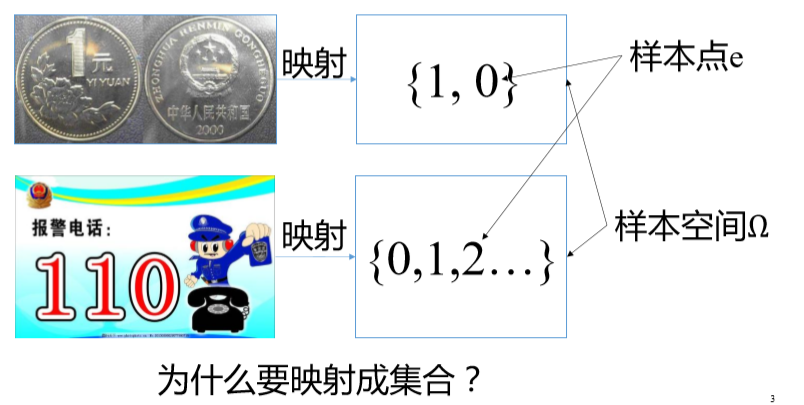 1元
YI YUAN
ZHONGHUA RENMIN GONGHEGUO
中华人民共和国
2000
映射
{1, 0}
样本点e
报警电话：
110
映射
{0,1,2…}
样本空间Ω
为什么要映射成集合？
3